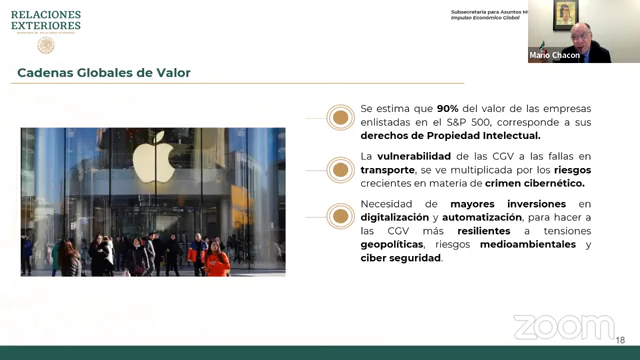 RELACIONES
EXTERIORES
Subsecretaría para Asuntos M
Impulso Económico Global
Mario Chacon
Cadenas Globales de Valor
Se estima que 90% del valor de las empresas
enlistadas en el S&P 500, corresponde a sus
derechos de Propiedad Intelectual.
La vulnerabilidad de las CGV a las fallas en
transporte, se ve multiplicada por los riesgos
crecientes en materia de crimen cibernético.
Necesidad de mayores inversiones en
digitalización y automatización, para hacer a
las CGV más resilientes a tensiones
geopolíticas, riesgos medioambientales y
ciber seguridad.
zoom
18